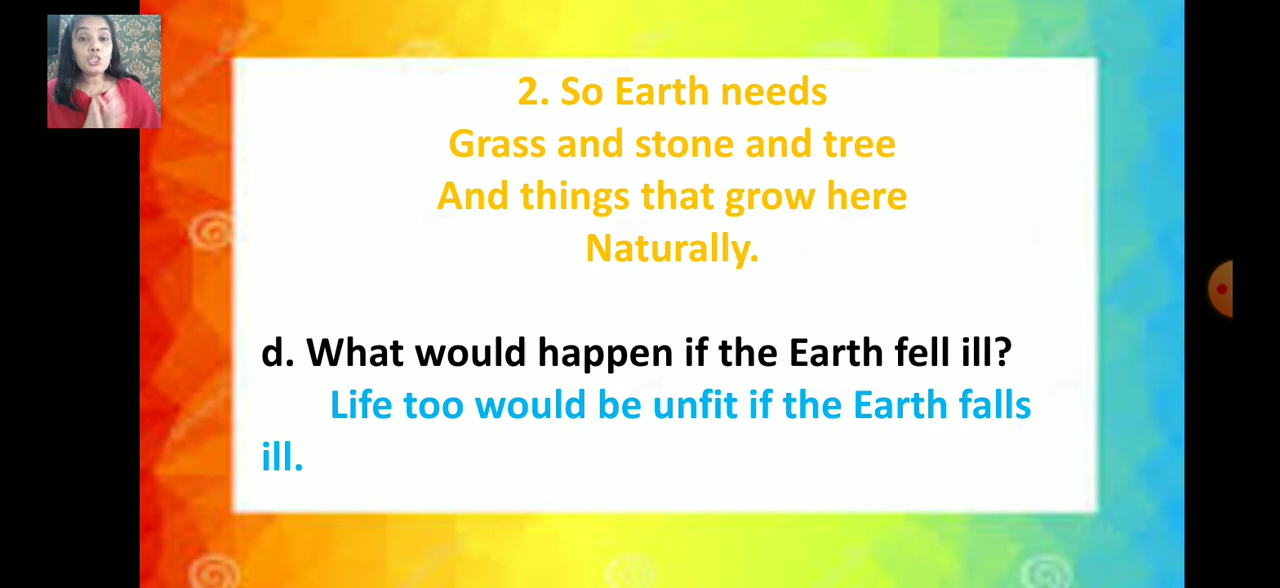 2. So Earth needs
Grass and stone and tree
And things that grow here
Naturally.
d. What would happen if the Earth fell ill?
Life too would be unfit if the Earth falls
ill.